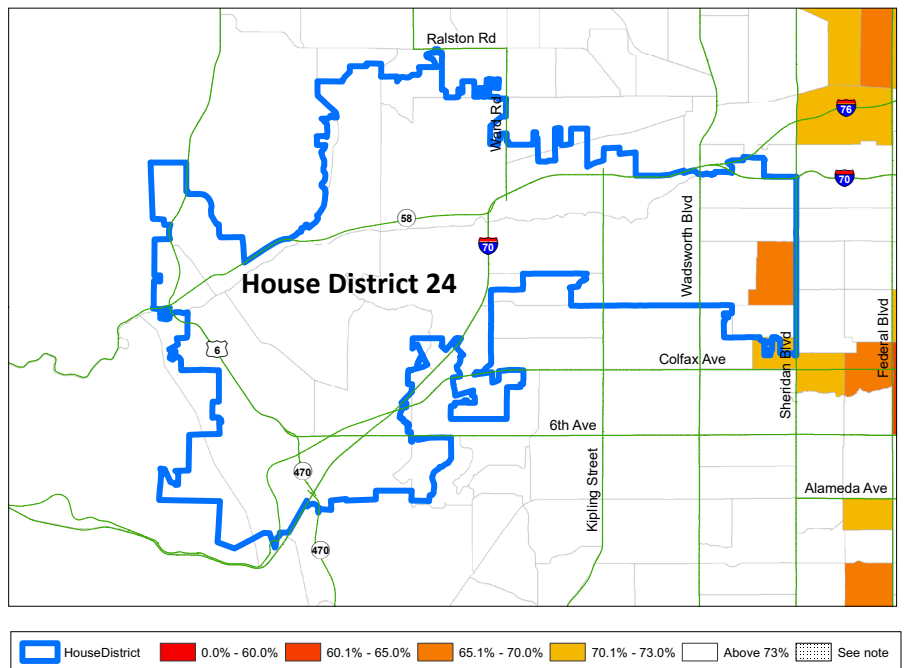 Ralston Rd
Ward Rd
76
70
58
70
Wadsworth Blvd
House District 24
6
Colfax Ave
Sheridan Blvd
Federal Blvd
6th Ave
470
Kipling Street
Alameda Ave
470
HouseDistrict 0.0% - 60.0% 60.1% - 65.0% 65.1% - 70.0% 70.1% - 73.0% Above 73% See note